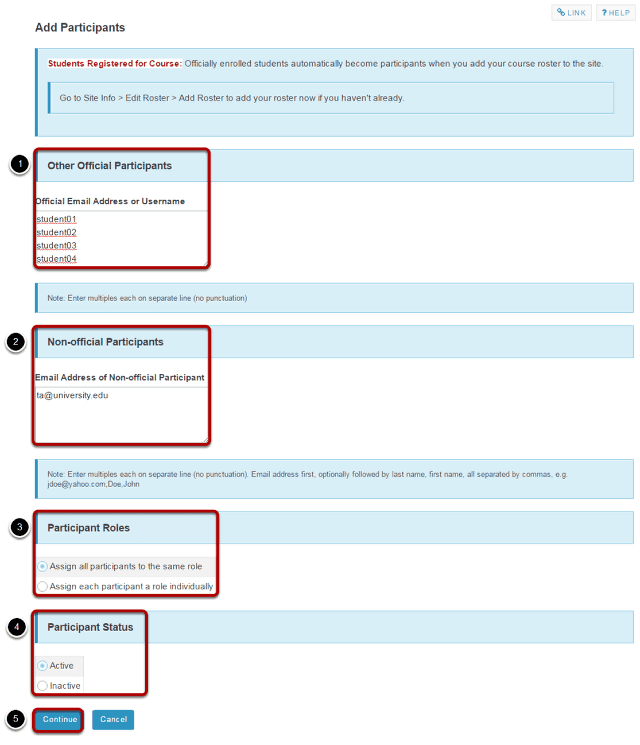 LINK
? HELP
Add Participants
Students Registered for Course: Officially enrolled students automatically become participants when you add your course roster to the site.
Go to Site Info > Edit Roster > Add Roster to add your roster now if you haven't already.
1
Other Official Participants
Official Email Address or Username
student01
student02
student03
student04
Note: Enter multiples each on separate line (no punctuation)
2
Non-official Participants
Email Address of Non-official Participant
ta@university.edu
Note: Enter multiples each on separate line (no punctuation). Email address first, optionally followed by last name, first name, all separated by commas, e.g.
jdoe@yahoo.com,Doe,John
3
Participant Roles
Assign all participants to the same role
Assign each participant a role individually
4
Participant Status
Active
Inactive
5
Continue Cancel